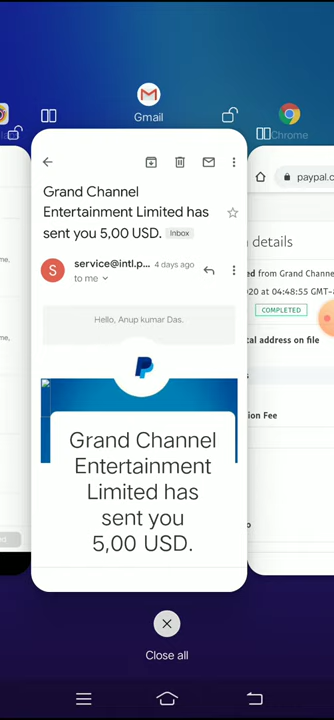 Gmail
Chrome
Grand Channel
Entertainment Limited has
sent you 5,00 USD. Inbox
S
service@intl.p... 4 days ago
to me
Hello, Anup kumar Das.
Grand Channel
Entertainment
Limited has
sent you
5,00 USD.
paypal.c
details
ed from Grand Channe
20 at 04:48:55 GMT-
COMPLETED
tal address on file
ion Fee
Close all